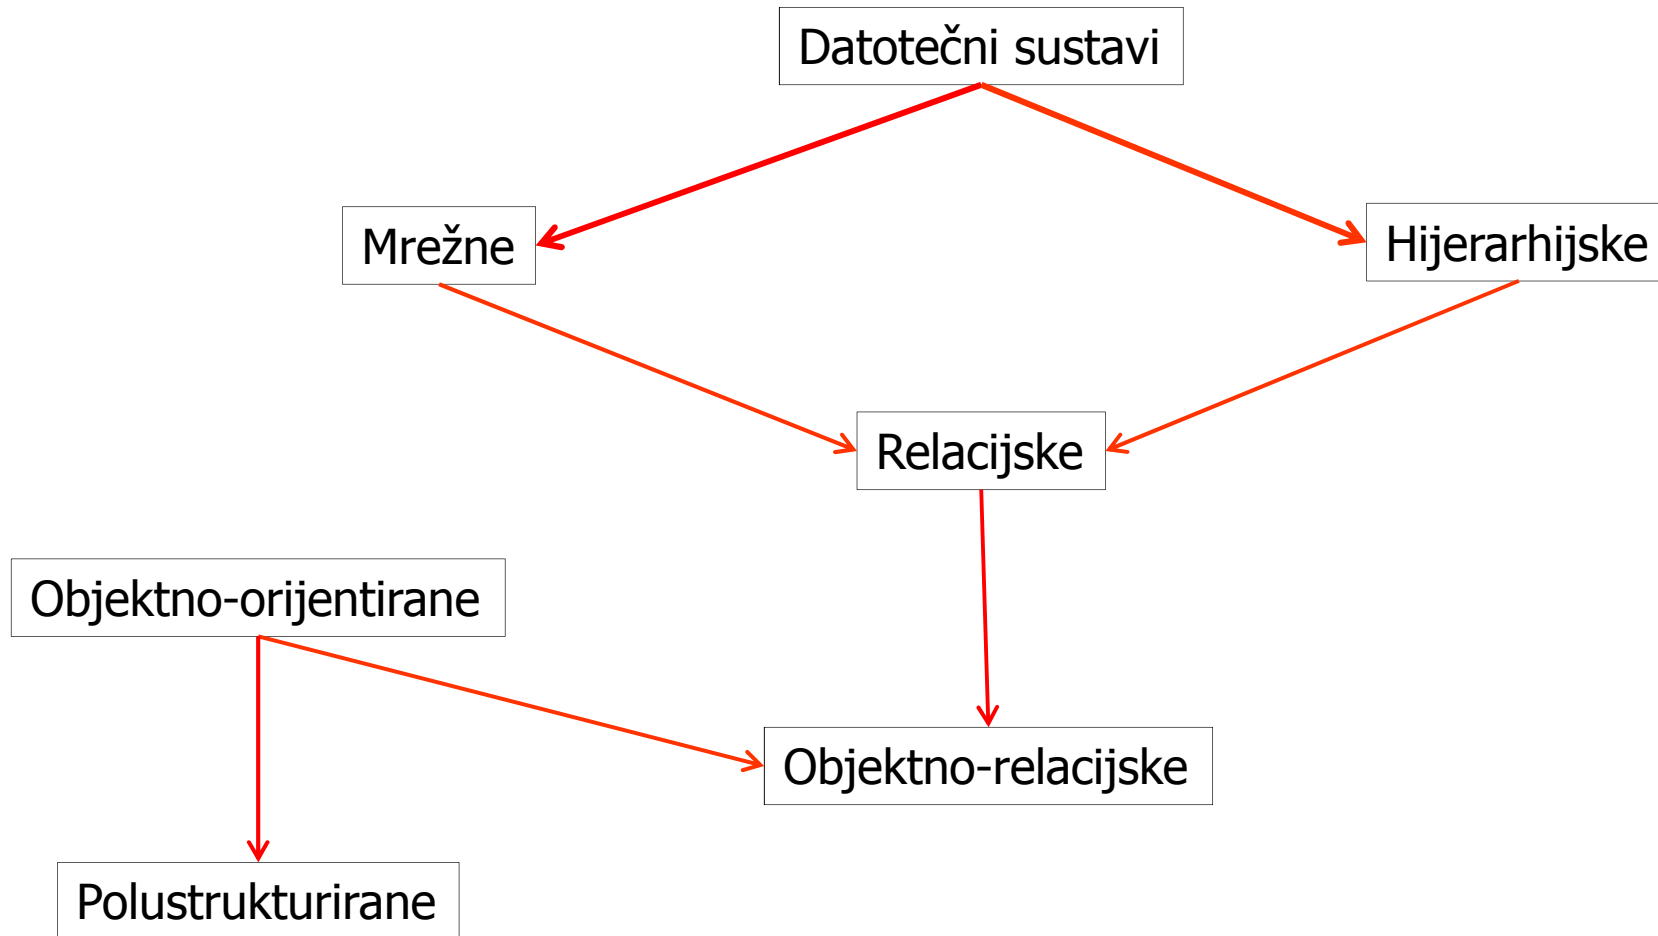 Datotečni sustavi
Mrežne
Hijerarhijske
Relacijske
Objektno-orijentirane
Objektno-relacijske
Polustrukturirane